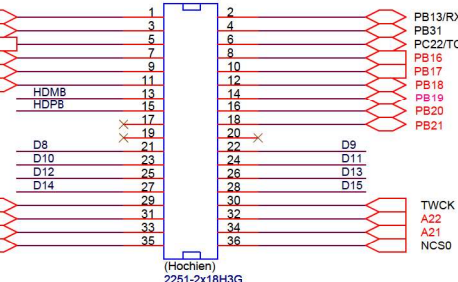 1 2 PB13/RX
3 4 PB31
5 6 PC22/TC
7 8 PB16
9 10 PB17
11 12 PB18
HDMB 13 14 PB19
HDPB 15 16 PB20
17 18 PB21
19 20
D8 21 22 D9
D10 23 24 D11
D12 25 26 D13
D14 27 28 D15
29 30 TWCK
31 32 A22
33 34 A21
35 36 NCS0
(Hochien)
2251-2x18H3G